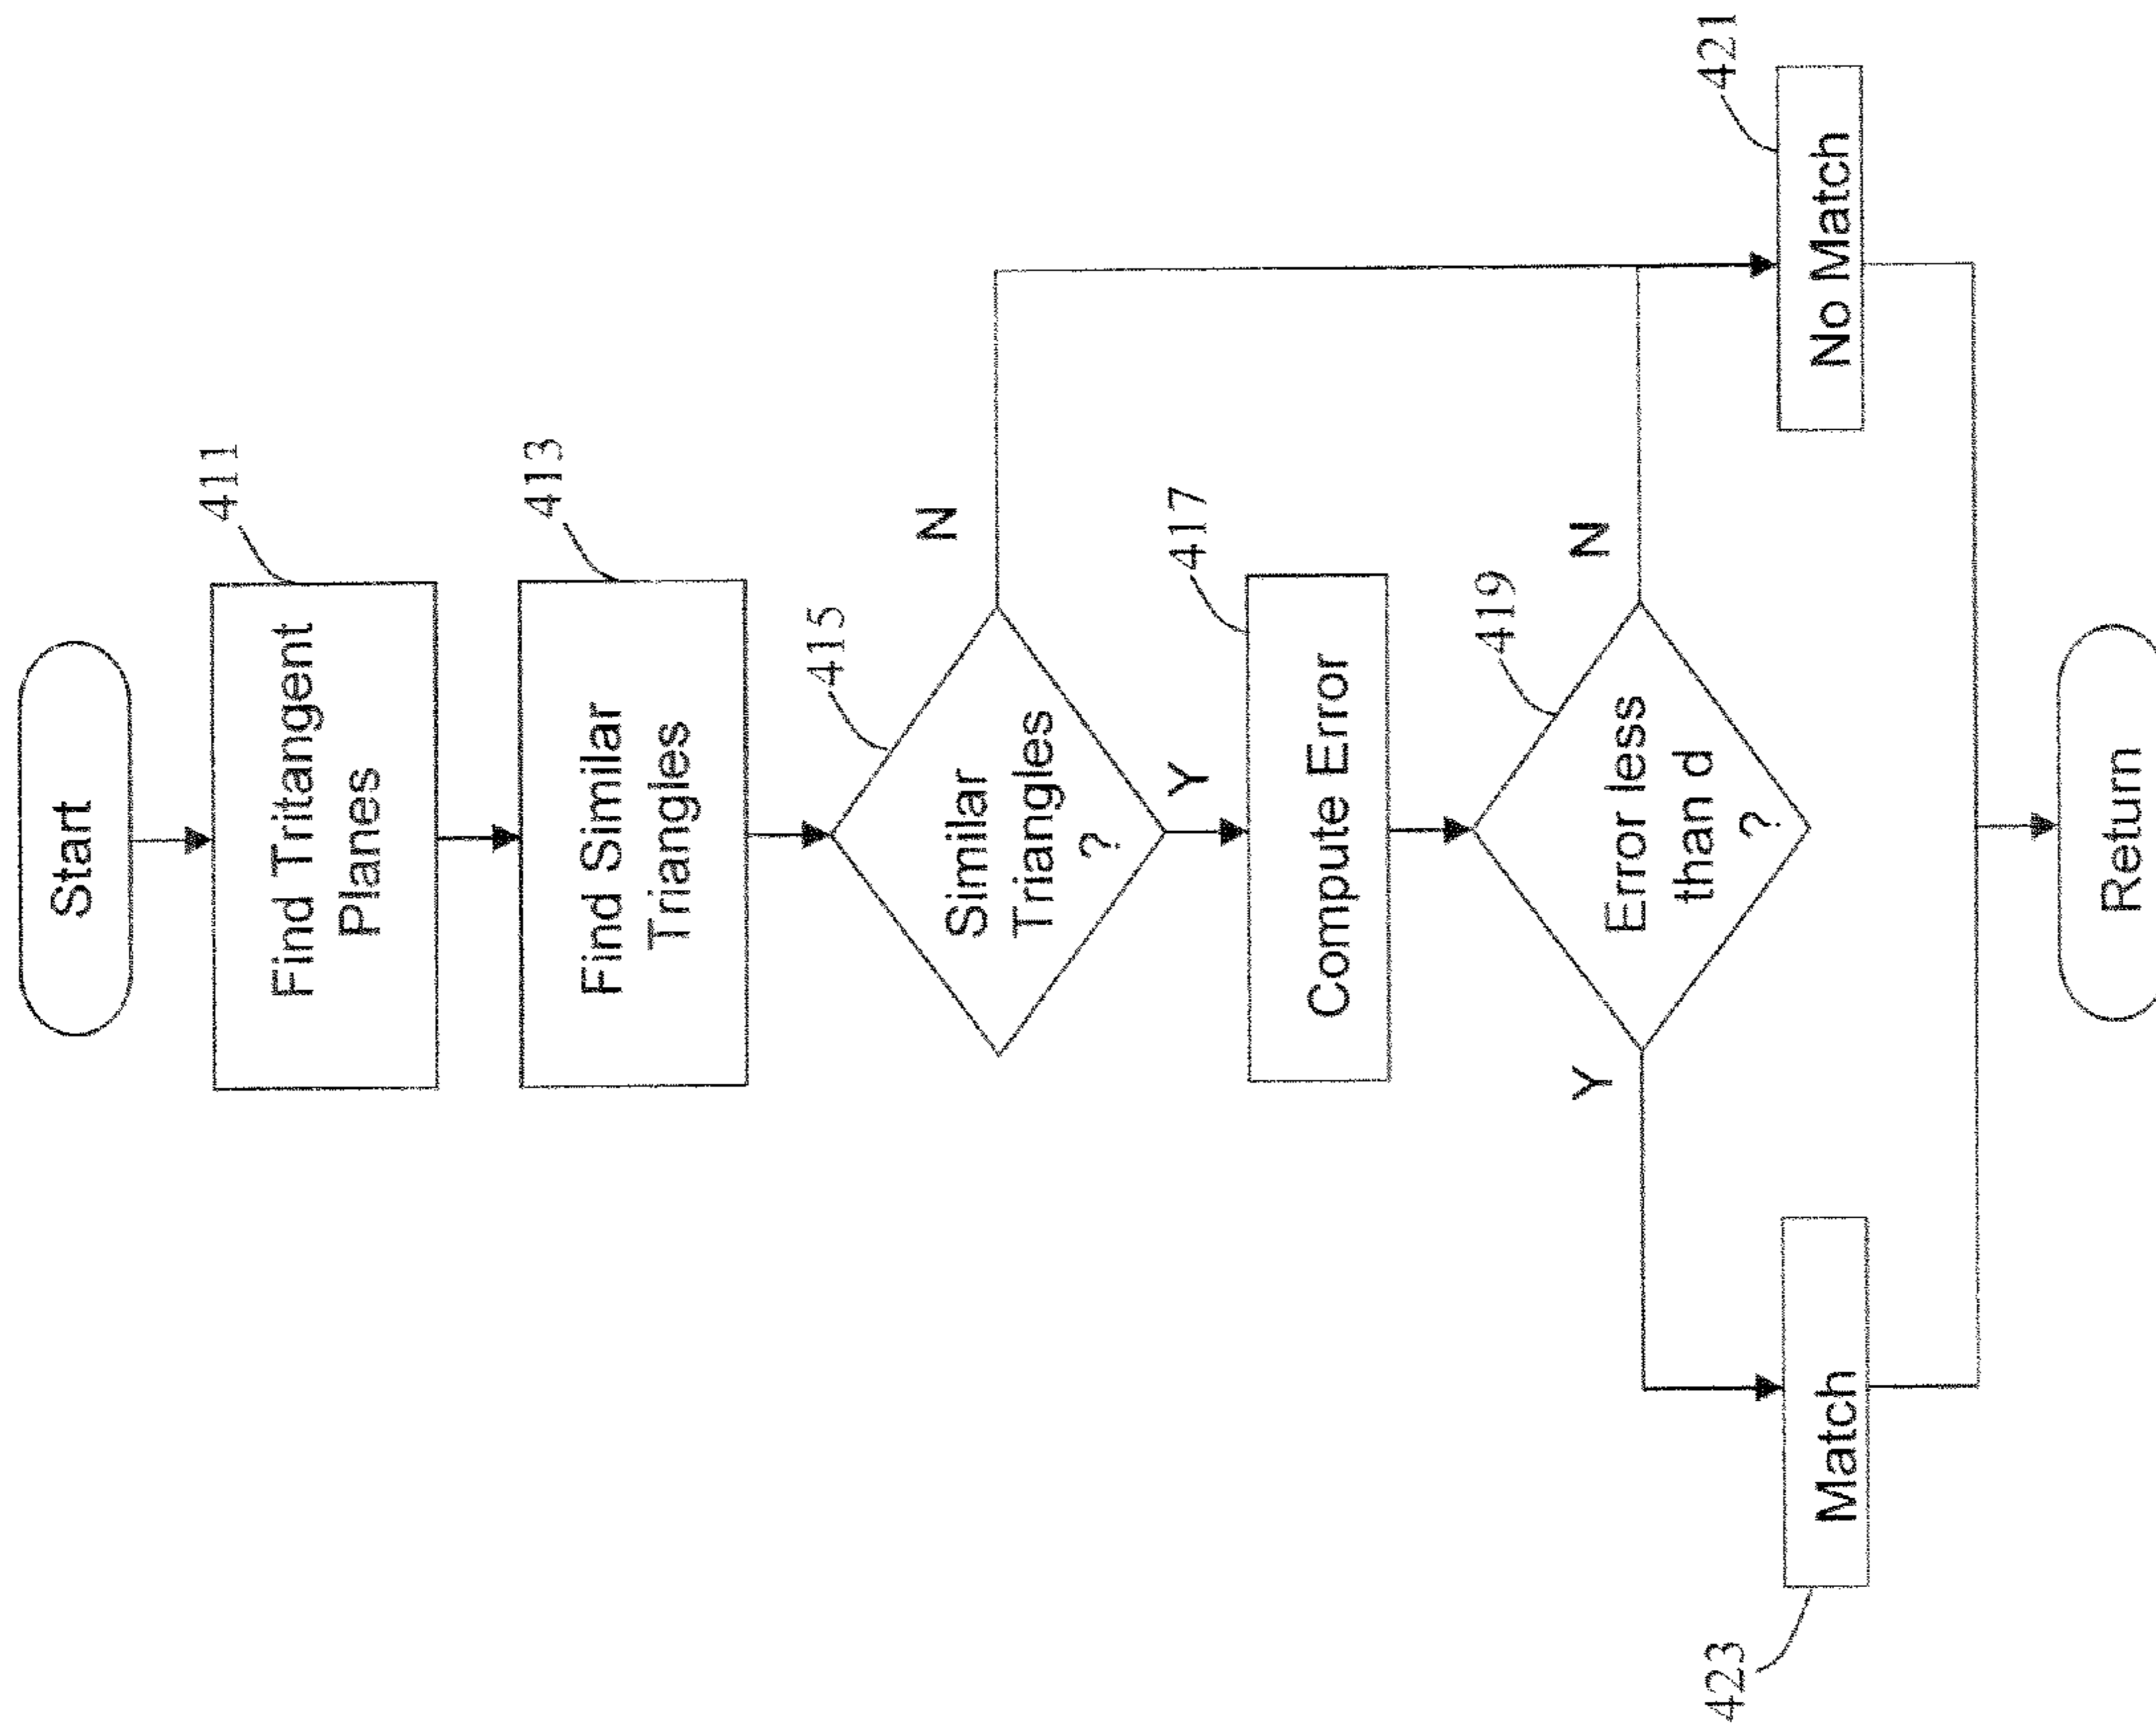 Start
411
Find Tritangent
Planes
413
Find Similar
Triangles
415
Similar
Triangles
?
N
Y
417
Compute Error
419
Error less
than d
?
Y
N
423
Match
421
No Match
Return